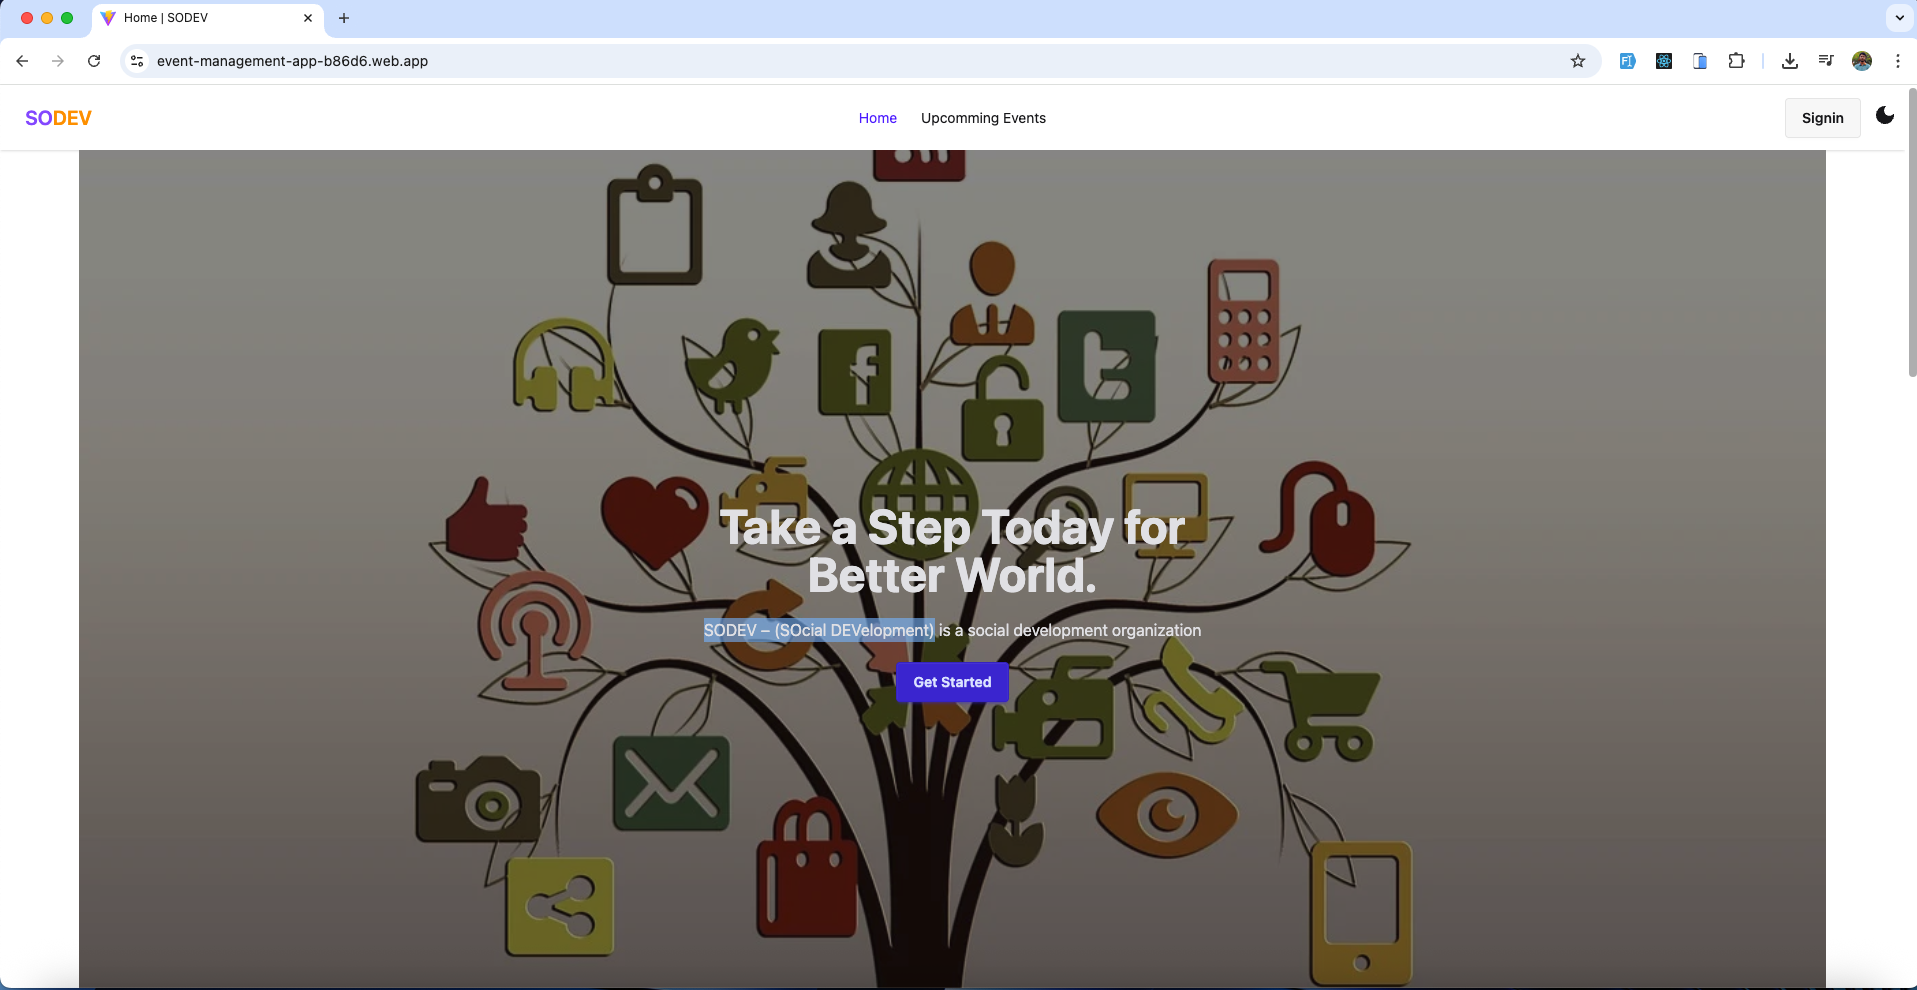 Home | SODEV
event-management-app-b86d6.web.app
SODEV
Home
Upcomming Events
Signin
Take a Step Today for
Better World.
SODEV – (SOcial DEVelopment) is a social development organization
Get Started